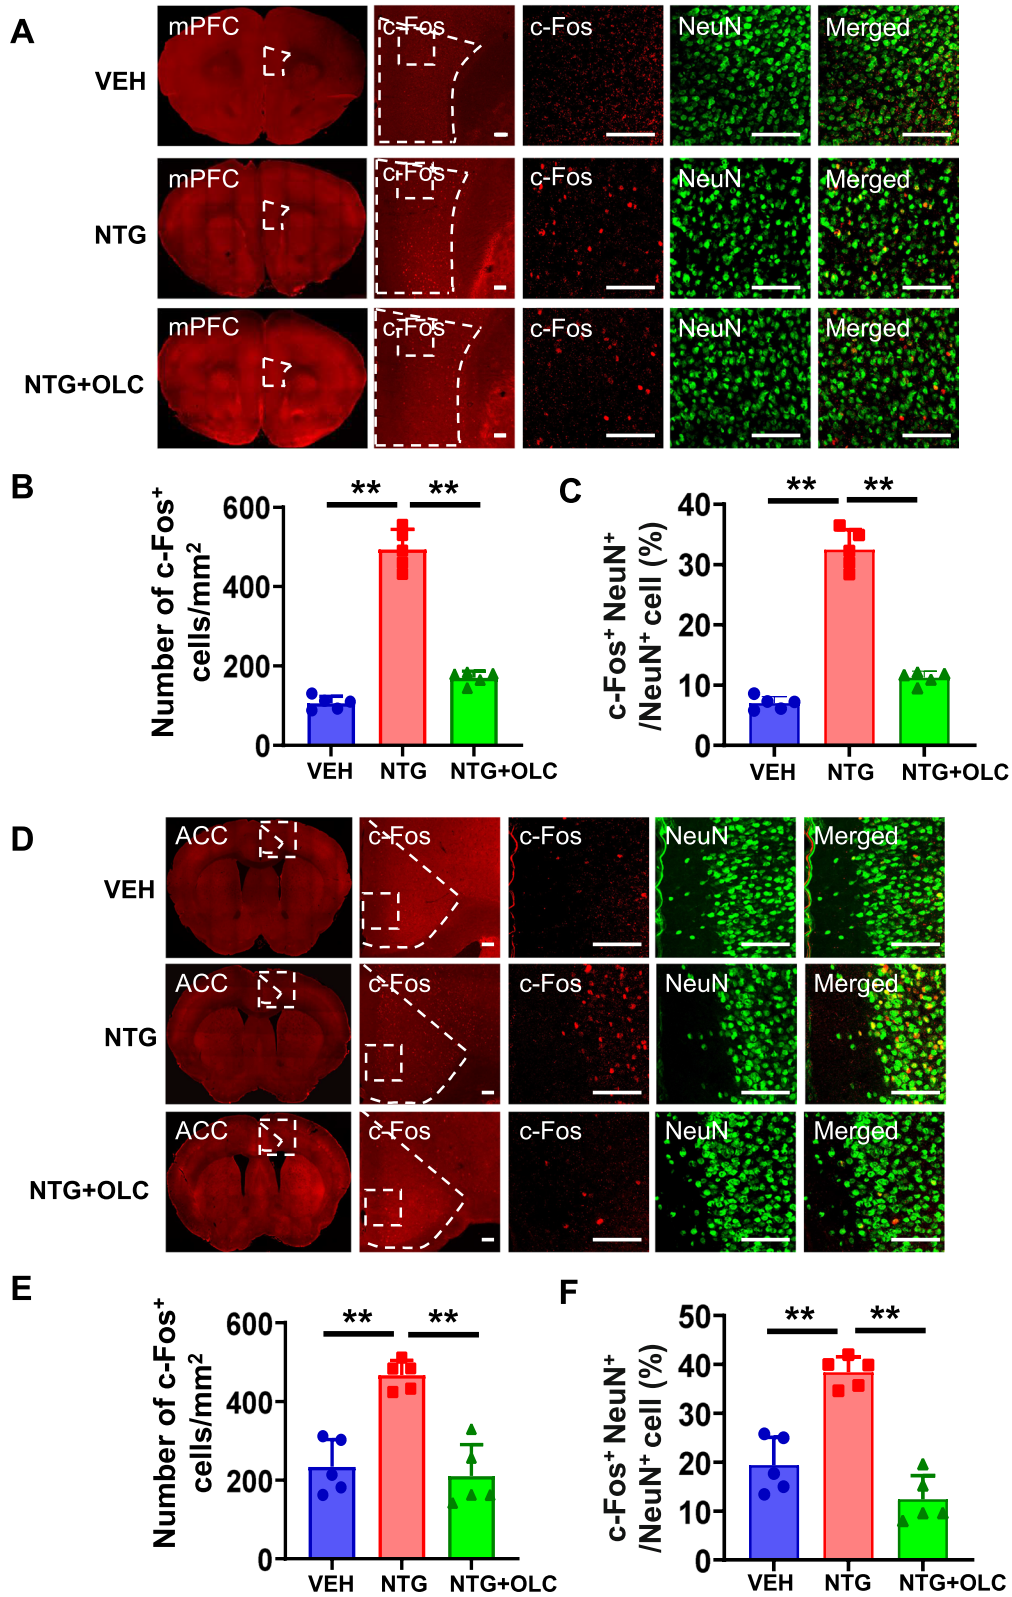 A
VEH
mPFC
c-Fos
c-Fos
NeuN
Merged
NTG
mPFC
c-Fos
c-Fos
NeuN
Merged
NTG+OLC
mPFC
c-Fos
c-Fos
NeuN
Merged
B
Number of c-Fos⁺
cells/mm²
600
400
200
0
**
**
VEH
NTG
NTG+OLC
C
c-Fos⁺ NeuN⁺
/NeuN⁺ cell (%)
40
30
20
10
0
**
**
VEH
NTG
NTG+OLC
D
VEH
ACC
c-Fos
c-Fos
NeuN
Merged
NTG
ACC
c-Fos
c-Fos
NeuN
Merged
NTG+OLC
ACC
c-Fos
c-Fos
NeuN
Merged
E
Number of c-Fos⁺
cells/mm²
600
400
200
0
**
**
VEH
NTG
NTG+OLC
F
c-Fos⁺ NeuN⁺
/NeuN⁺ cell (%)
50
40
30
20
10
0
**
**
VEH
NTG
NTG+OLC